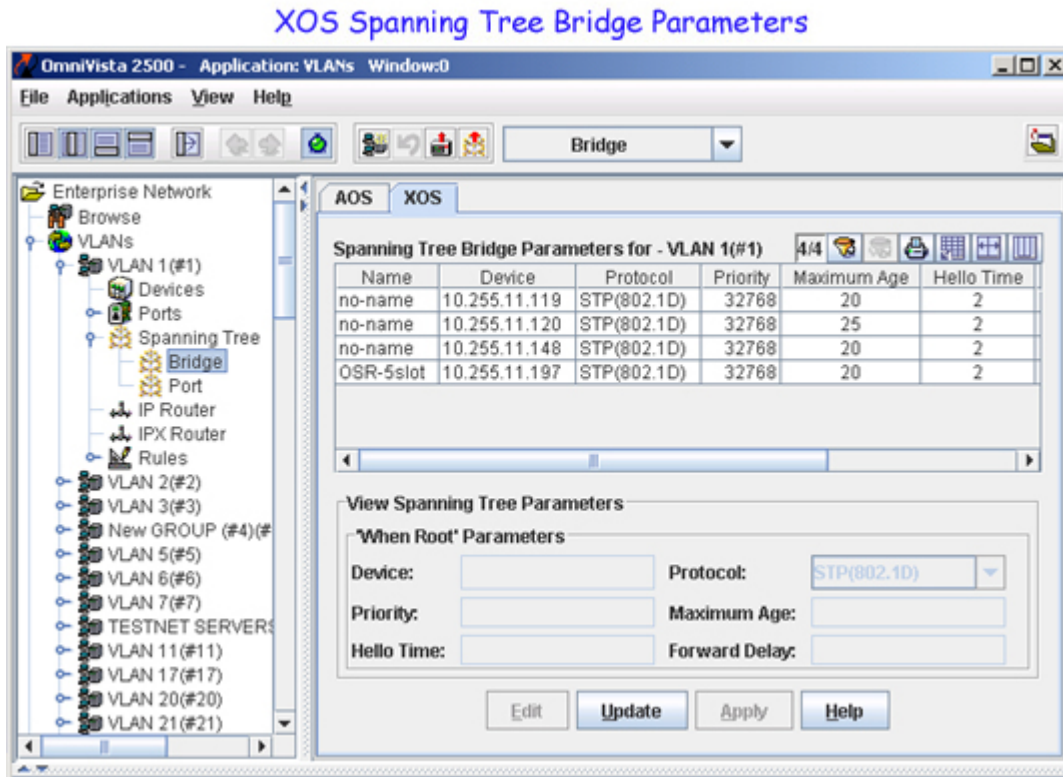 XOS Spanning Tree Bridge Parameters
OmniVista 2500 - Application: VLANs Window:0
File Applications View Help
Bridge
Enterprise Network
Browse
VLANs
VLAN 1(#1)
Devices
Ports
Spanning Tree
Bridge
Port
IP Router
IPX Router
Rules
VLAN 2(#2)
VLAN 3(#3)
New GROUP (#4)(#
VLAN 5(#5)
VLAN 6(#6)
VLAN 7(#7)
TESTNET SERVERS
VLAN 11(#11)
VLAN 17(#17)
VLAN 20(#20)
VLAN 21(#21)
AOS XOS
Spanning Tree Bridge Parameters for - VLAN 1(#1) 4/4
Name Device Protocol Priority Maximum Age Hello Time
no-name 10.255.11.119 STP(802.1D) 32768 20 2
no-name 10.255.11.120 STP(802.1D) 32768 25 2
no-name 10.255.11.148 STP(802.1D) 32768 20 2
OSR-5slot 10.255.11.197 STP(802.1D) 32768 20 2
View Spanning Tree Parameters
'When Root' Parameters
Device: Protocol: STP(802.1D)
Priority: Maximum Age:
Hello Time: Forward Delay:
Edit Update Apply Help